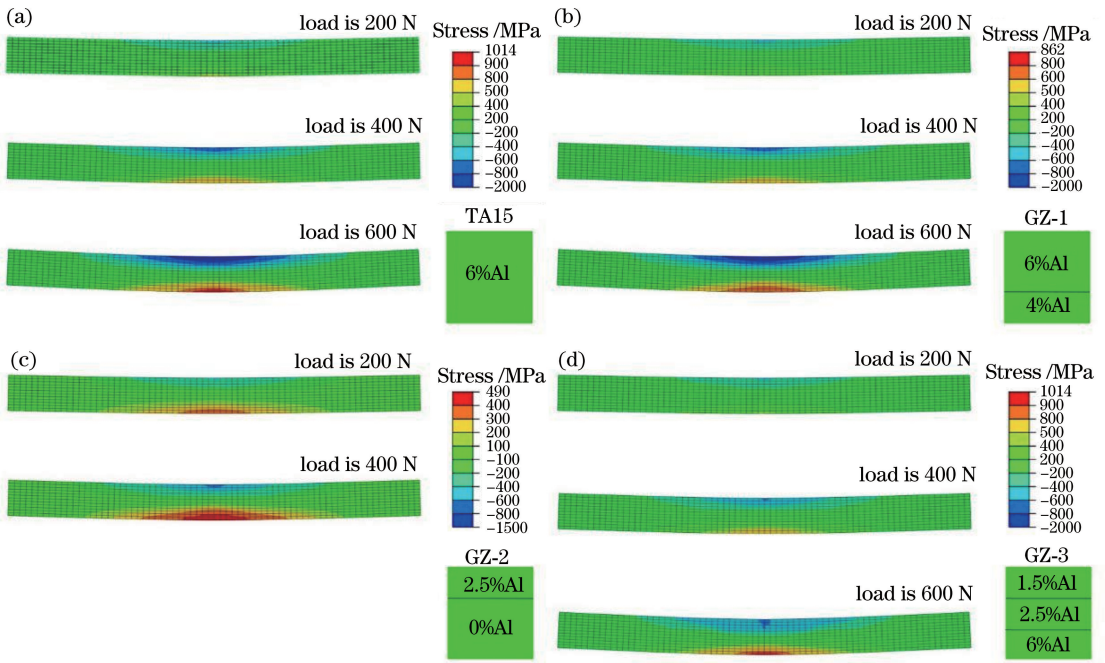 (a)
load is 200 N
Stress /MPa
1014
900
600
500
400
200
−200
−400
−600
−800
−2000
load is 400 N
load is 600 N
TA15
6%Al
(b)
load is 200 N
Stress /MPa
862
800
600
500
400
200
−200
−400
−600
−800
−2000
load is 400 N
load is 600 N
GZ-1
6%Al
4%Al
(c)
load is 200 N
Stress /MPa
490
400
300
200
100
−100
−200
−400
−600
−800
−1500
load is 400 N
GZ-2
2.5%Al
0%Al
(d)
load is 200 N
Stress /MPa
1014
900
800
500
400
200
−200
−400
−600
−800
−2000
load is 400 N
load is 600 N
GZ-3
1.5%Al
2.5%Al
6%Al